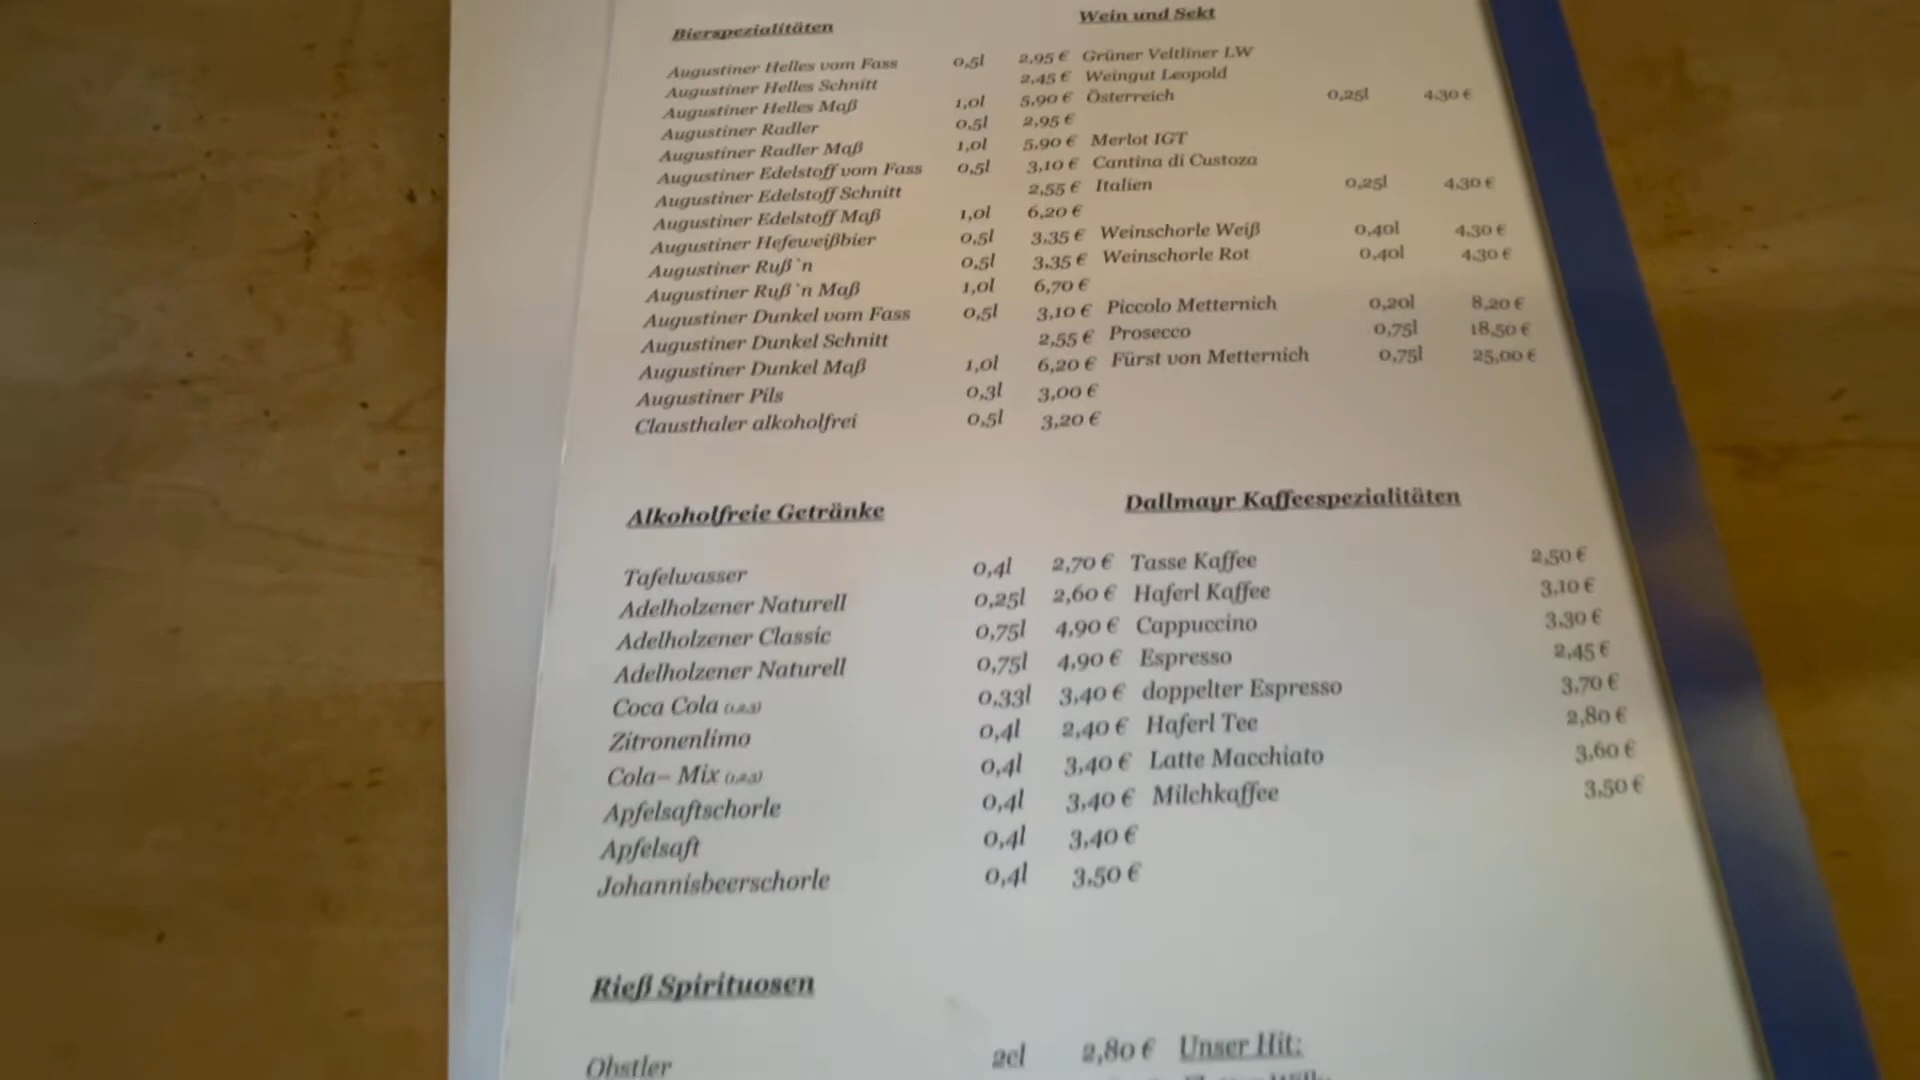 Bierspezialitäten
Augustiner Helles vom Fass 0,5l 2,95 €
Augustiner Helles Schnitt 2,45 €
Augustiner Helles Maß 1,0l 5,90 €
Augustiner Radler 0,5l 2,95 €
Augustiner Radler Maß 1,0l 5,90 €
Augustiner Edelstoff vom Fass 0,5l 3,10 €
Augustiner Edelstoff Schnitt 2,55 €
Augustiner Edelstoff Maß 1,0l 6,20 €
Augustiner Hefeweißbier 0,5l 3,35 €
Augustiner Ruß`n 0,5l 3,35 €
Augustiner Ruß`n Maß 1,0l 6,70 €
Augustiner Dunkel vom Fass 0,5l 3,10 €
Augustiner Dunkel Schnitt 2,55 €
Augustiner Dunkel Maß 1,0l 6,20 €
Augustiner Pils 0,3l 3,00 €
Clausthaler alkoholfrei 0,5l 3,20 €
Wein und Sekt
Grüner Veltliner LW
Weingut Leopold
Österreich 0,25l 4,30 €
Merlot IGT
Cantina di Custoza
Italien 0,25l 4,30 €
Weinschorle Weiß 0,40l 4,30 €
Weinschorle Rot 0,40l 4,30 €
Piccolo Metternich 0,20l 8,20 €
Prosecco 0,75l 18,50 €
Fürst von Metternich 0,75l 25,00 €
Alkoholfreie Getränke
Tafelwasser 0,4l 2,70 €
Adelholzener Naturell 0,25l 2,60 €
Adelholzener Classic 0,75l 4,90 €
Adelholzener Naturell 0,75l 4,90 €
Coca Cola (1,2,3) 0,33l 3,40 €
Zitronenlimo 0,4l 2,40 €
Cola– Mix (1,2,3) 0,4l 3,40 €
Apfelsaftschorle 0,4l 3,40 €
Apfelsaft 0,4l 3,40 €
Johannisbeerschorle 0,4l 3,50 €
Dallmayr Kaffeespezialitäten
Tasse Kaffee 2,50 €
Haferl Kaffee 3,10 €
Cappuccino 3,30 €
Espresso 2,45 €
doppelter Espresso 3,70 €
Haferl Tee 2,80 €
Latte Macchiato 3,60 €
Milchkaffee 3,50 €
Rieß Spirituosen
Obstler 2cl 2,80 €
Unser Hit: